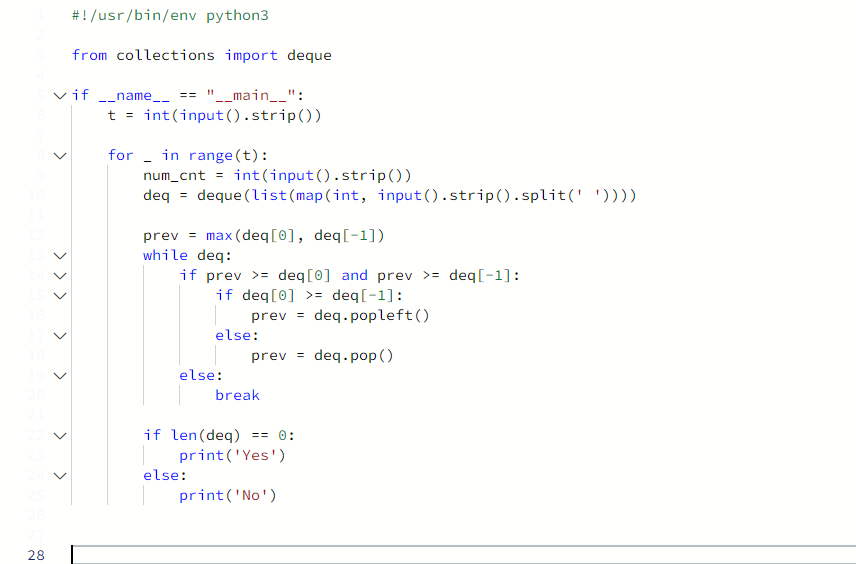 #!/usr/bin/env python3
from collections import deque
if __name__ == "__main__":
    t = int(input().strip())
    for _ in range(t):
        num_cnt = int(input().strip())
        deq = deque(list(map(int, input().strip().split(' '))))
        prev = max(deq[0], deq[-1])
        while deq:
            if prev >= deq[0] and prev >= deq[-1]:
                if deq[0] >= deq[-1]:
                    prev = deq.popleft()
                else:
                    prev = deq.pop()
            else:
                break
        if len(deq) == 0:
            print('Yes')
        else:
            print('No')
28